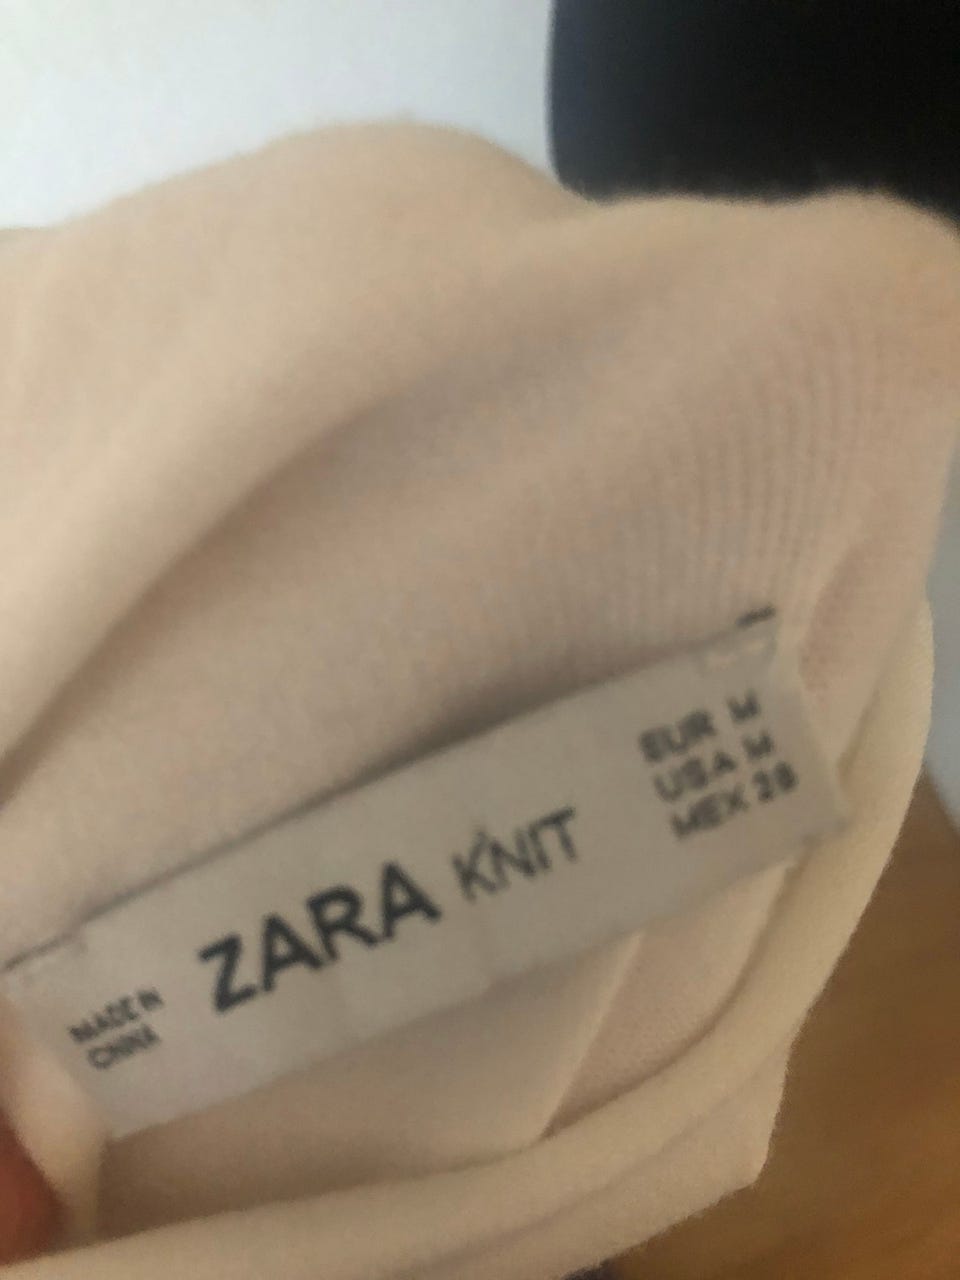 MADE IN
CHINA
ZARA KNIT
EUR M
USA M
MEX 28